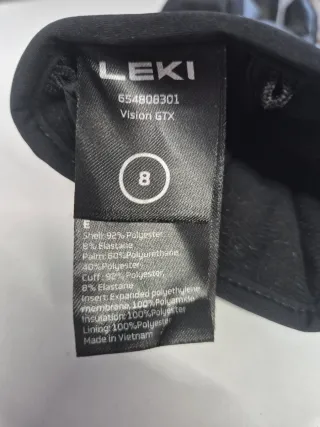 LEKI
654808301
Vision GTX
8
E
Shell: 92% Polyester,
8% Elastane
Palm: 60% Polyurethane,
40% Polyester,
Cuff: 92% Polyester,
8% Elastane
Insert: Expanded polyethylene
membrane, 100% Polyamide
Insulation: 100% Polyester
Lining: 100% Polyester
Made in Vietnam